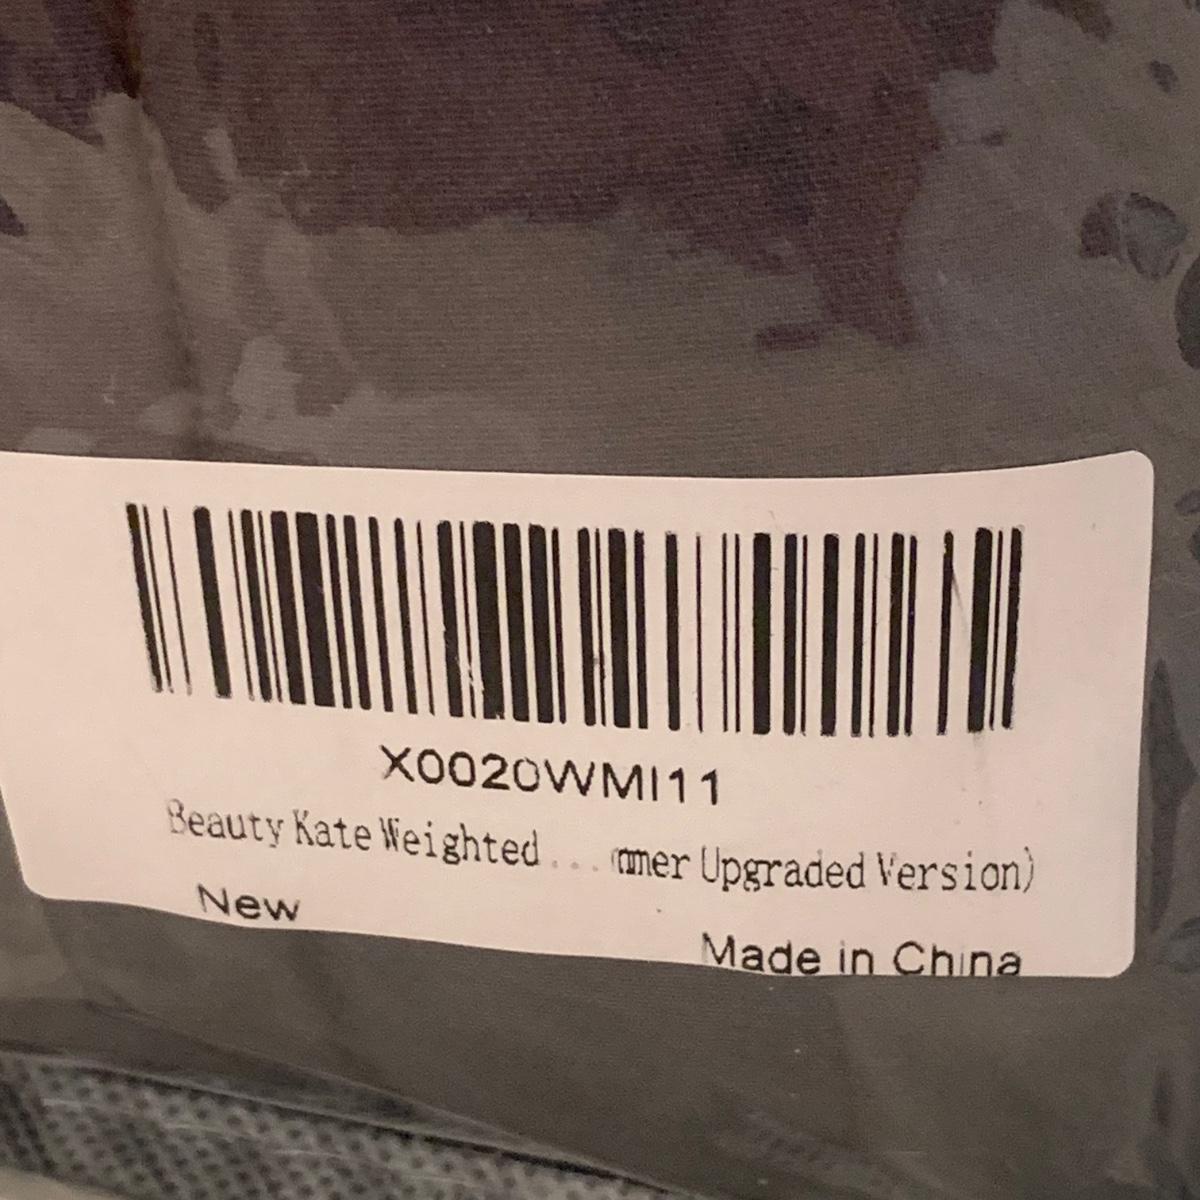 X0020WMI11
Beauty Kate Weighted ... mmer Upgraded Version)
New
Made in China